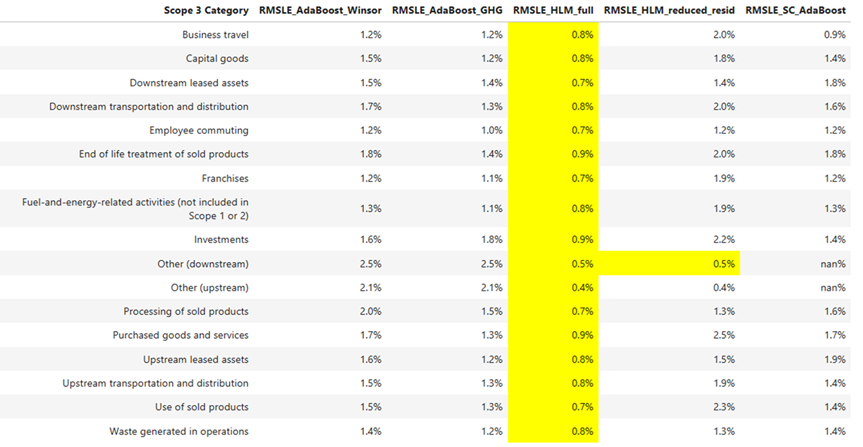 Scope 3 Category RMSLE_AdaBoost_Winsor RMSLE_AdaBoost_GHG RMSLE_HLM_full RMSLE_HLM_reduced_resid RMSLE_SC_AdaBoost
Business travel 1.2% 1.2% 0.8% 2.0% 0.9%
Capital goods 1.5% 1.2% 0.8% 1.8% 1.4%
Downstream leased assets 1.5% 1.4% 0.7% 1.4% 1.8%
Downstream transportation and distribution 1.7% 1.3% 0.8% 2.0% 1.6%
Employee commuting 1.2% 1.0% 0.7% 1.2% 1.2%
End of life treatment of sold products 1.8% 1.4% 0.9% 2.0% 1.8%
Franchises 1.2% 1.1% 0.7% 1.9% 1.2%
Fuel-and-energy-related activities (not included in
Scope 1 or 2) 1.3% 1.1% 0.8% 1.9% 1.3%
Investments 1.6% 1.8% 0.9% 2.2% 1.4%
Other (downstream) 2.5% 2.5% 0.5% 0.5% nan%
Other (upstream) 2.1% 2.1% 0.4% 0.4% nan%
Processing of sold products 2.0% 1.5% 0.7% 1.3% 1.6%
Purchased goods and services 1.7% 1.3% 0.9% 2.5% 1.7%
Upstream leased assets 1.6% 1.2% 0.8% 1.5% 1.9%
Upstream transportation and distribution 1.5% 1.3% 0.8% 1.9% 1.4%
Use of sold products 1.5% 1.3% 0.7% 2.3% 1.4%
Waste generated in operations 1.4% 1.2% 0.8% 1.3% 1.4%